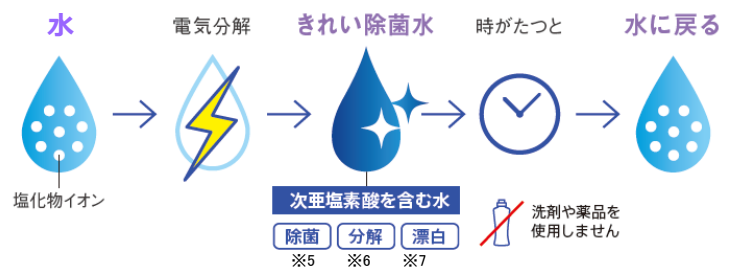 水
電気分解
きれい除菌水
時がたつと
水に戻る
塩化物イオン
次亜塩素酸を含む水
除菌 分解 漂白
※5 ※6 ※7
洗剤や薬品を
使用しません